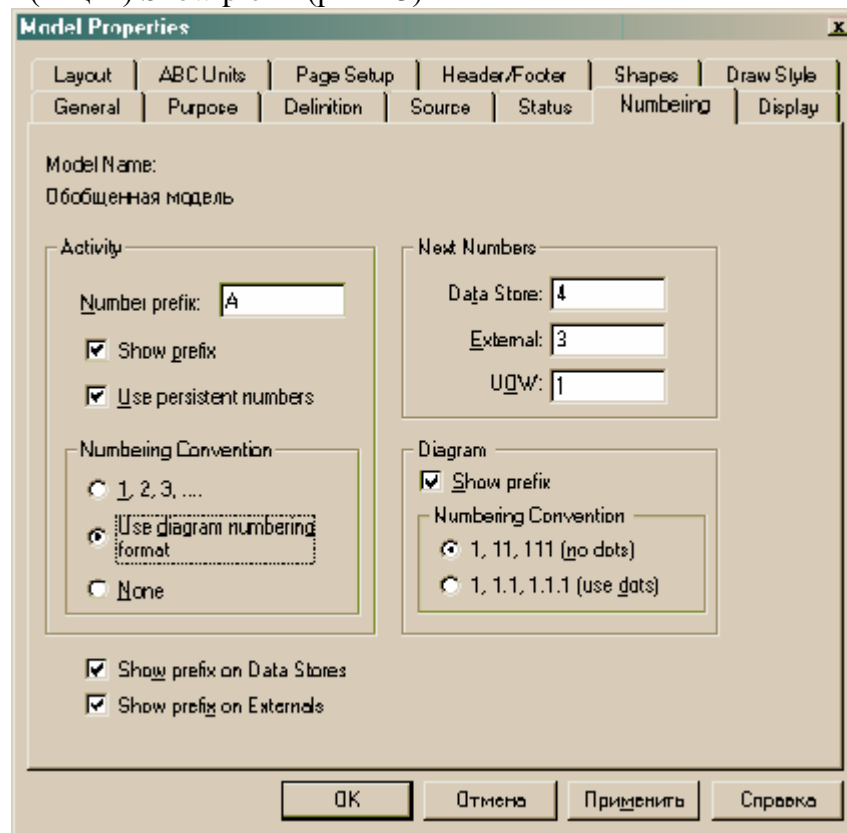 Model Properties
Layout ABC Units Page Setup Header/Footer Shapes Draw Style
General Purpose Definition Source Status Numbering Display
Model Name:
Обобщенная модель
Activity
Number prefix: A
Show prefix
Use persistent numbers
Numbering Convention
1, 2, 3, ....
Use diagram numbering
format
None
Next Numbers
Data Store: 4
External: 3
UOW: 1
Diagram
Show prefix
Numbering Convention
1, 11, 111 (no dots)
1, 1.1, 1.1.1 (use dots)
Show prefix on Data Stores
Show prefix on Externals
OK Отмена Применить Справка